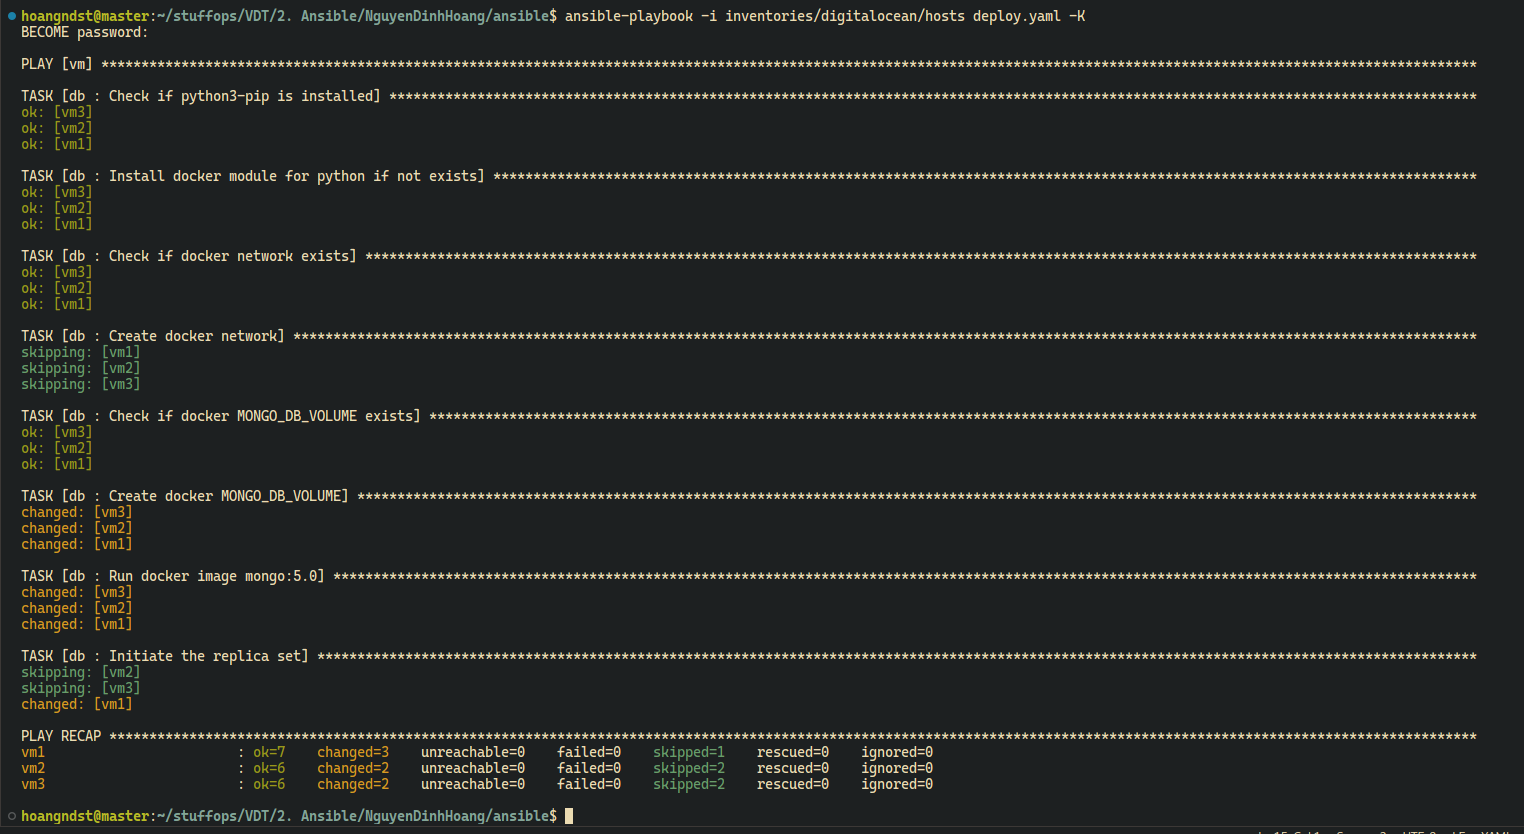 hoangndst@master:~/stuffops/VDT/2. Ansible/NguyenDinhHoang/ansible$ ansible-playbook -i inventories/digitalocean/hosts deploy.yaml -K
BECOME password:
PLAY [vm] ****************************************************************************************************************************************************************************
TASK [db : Check if python3-pip is installed] ****************************************************************************************************************************************
ok: [vm3]
ok: [vm2]
ok: [vm1]
TASK [db : Install docker module for python if not exists] ***************************************************************************************************************************
ok: [vm3]
ok: [vm2]
ok: [vm1]
TASK [db : Check if docker network exists] *******************************************************************************************************************************************
ok: [vm3]
ok: [vm2]
ok: [vm1]
TASK [db : Create docker network] ****************************************************************************************************************************************************
skipping: [vm1]
skipping: [vm2]
skipping: [vm3]
TASK [db : Check if docker MONGO_DB_VOLUME exists] ***********************************************************************************************************************************
ok: [vm3]
ok: [vm2]
ok: [vm1]
TASK [db : Create docker MONGO_DB_VOLUME] ********************************************************************************************************************************************
changed: [vm3]
changed: [vm2]
changed: [vm1]
TASK [db : Run docker image mongo:5.0] ***********************************************************************************************************************************************
changed: [vm3]
changed: [vm2]
changed: [vm1]
TASK [db : Initiate the replica set] *************************************************************************************************************************************************
skipping: [vm2]
skipping: [vm3]
changed: [vm1]
PLAY RECAP ***************************************************************************************************************************************************************************
vm1 : ok=7 changed=3 unreachable=0 failed=0 skipped=1 rescued=0 ignored=0
vm2 : ok=6 changed=2 unreachable=0 failed=0 skipped=2 rescued=0 ignored=0
vm3 : ok=6 changed=2 unreachable=0 failed=0 skipped=2 rescued=0 ignored=0
hoangndst@master:~/stuffops/VDT/2. Ansible/NguyenDinhHoang/ansible$